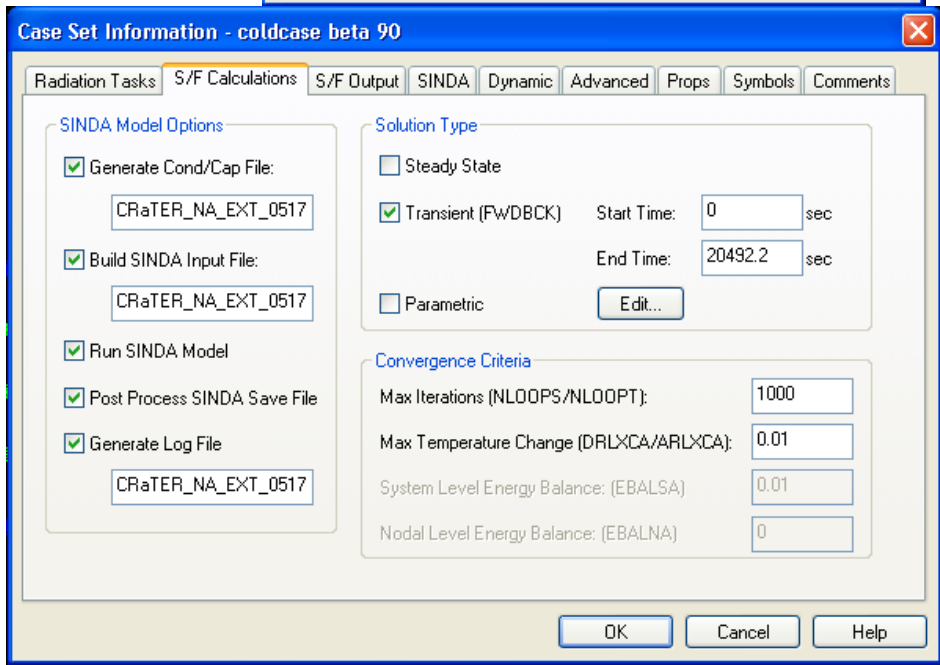 Case Set Information - coldcase beta 90
Radiation Tasks S/F Calculations S/F Output SINDA Dynamic Advanced Props Symbols Comments
SINDA Model Options
Generate Cond/Cap File:
CRaTER_NA_EXT_0517
Build SINDA Input File:
CRaTER_NA_EXT_0517
Run SINDA Model
Post Process SINDA Save File
Generate Log File
CRaTER_NA_EXT_0517
Solution Type
Steady State
Transient (FWDBCK) Start Time: 0 sec
End Time: 20492.2 sec
Parametric Edit...
Convergence Criteria
Max Iterations (NLOOPS/NLOOPT): 1000
Max Temperature Change (DRLXCA/ARLXCA): 0.01
System Level Energy Balance: (EBALSA) 0.01
Nodal Level Energy Balance: (EBALNA) 0
OK Cancel Help